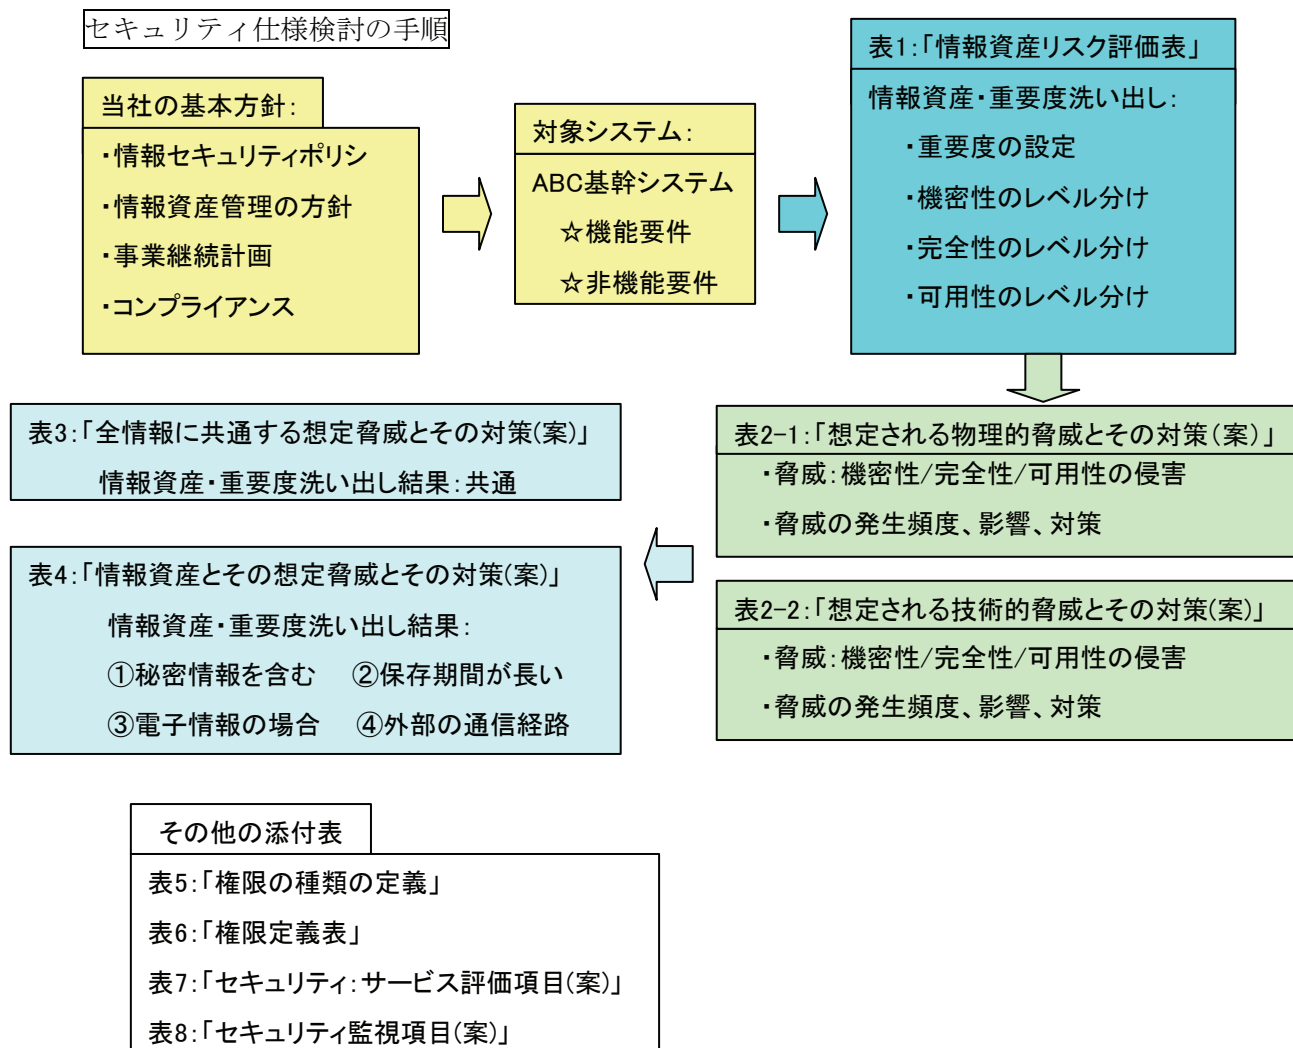 セキュリティ仕様検討の手順
当社の基本方針：
・情報セキュリティポリシ
・情報資産管理の方針
・事業継続計画
・コンプライアンス
対象システム：
ABC基幹システム
☆機能要件
☆非機能要件
表1：「情報資産リスク評価表」
情報資産・重要度洗い出し：
・重要度の設定
・機密性のレベル分け
・完全性のレベル分け
・可用性のレベル分け
表2-1：「想定される物理的脅威とその対策（案）」
・脅威：機密性/完全性/可用性の侵害
・脅威の発生頻度、影響、対策
表2-2：「想定される技術的脅威とその対策(案)」
・脅威：機密性/完全性/可用性の侵害
・脅威の発生頻度、影響、対策
表3：「全情報に共通する想定脅威とその対策(案)」
情報資産・重要度洗い出し結果：共通
表4：「情報資産とその想定脅威とその対策(案)」
情報資産・重要度洗い出し結果：
①秘密情報を含む ②保存期間が長い
③電子情報の場合 ④外部の通信経路
その他の添付表
表5：「権限の種類の定義」
表6：「権限定義表」
表7：「セキュリティ：サービス評価項目(案)」
表8：「セキュリティ監視項目(案)」